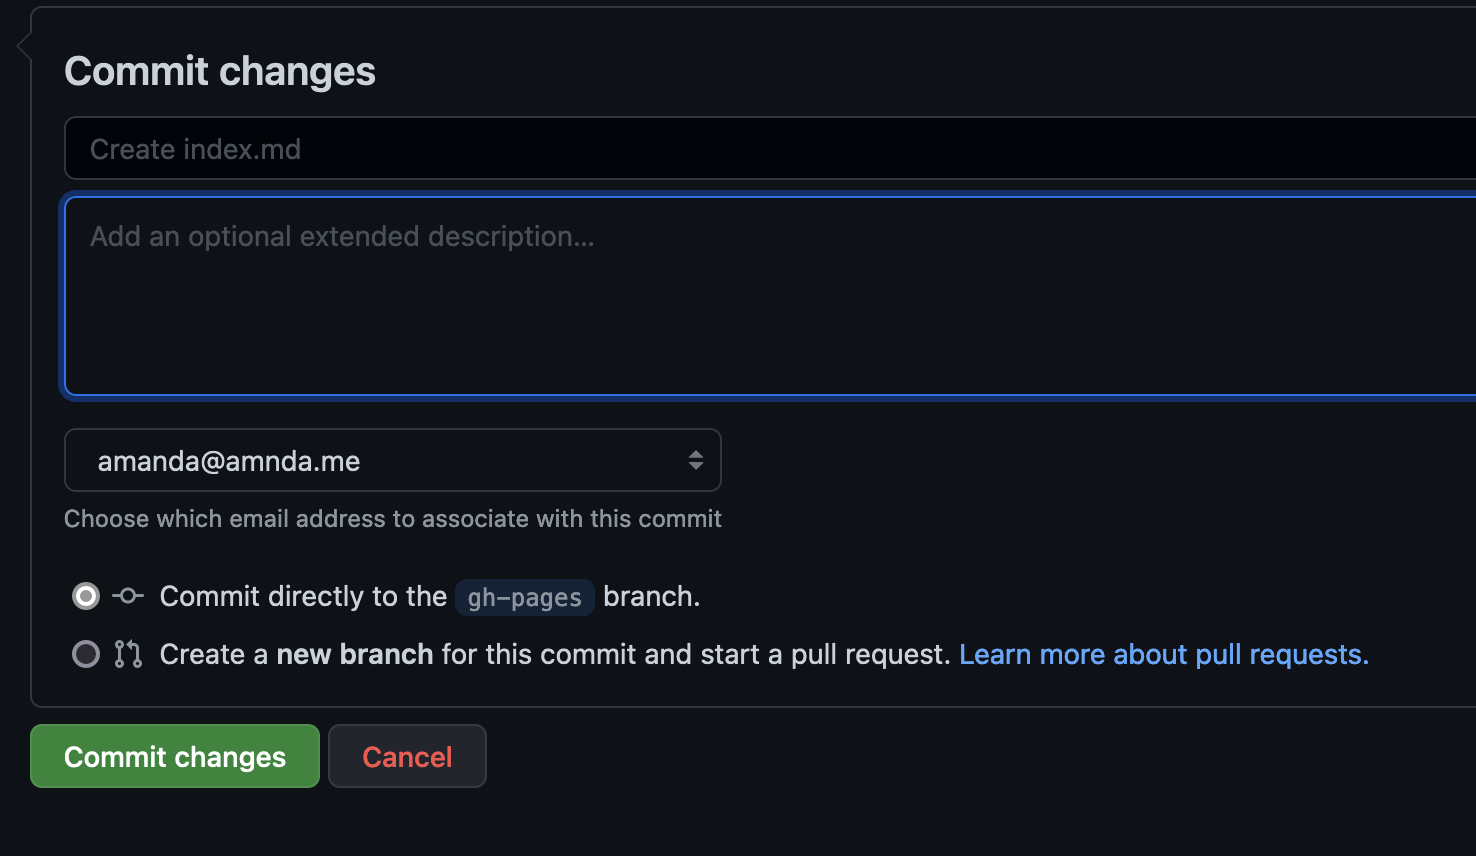 Commit changes
Create index.md
Add an optional extended description...
amanda@amnda.me
Choose which email address to associate with this commit
Commit directly to the gh-pages branch.
Create a new branch for this commit and start a pull request. Learn more about pull requests.
Commit changes Cancel